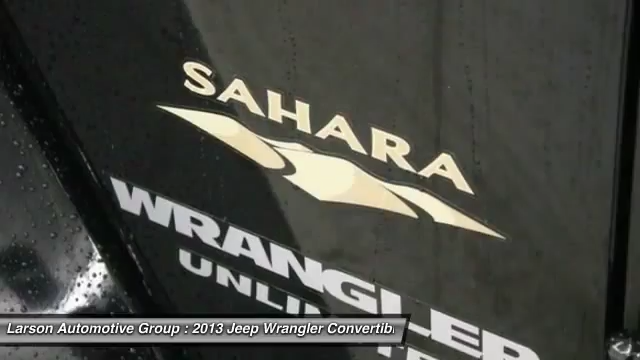 SAHARA
WRANGLER
Larson Automotive Group : 2013 Jeep Wrangler Convertib